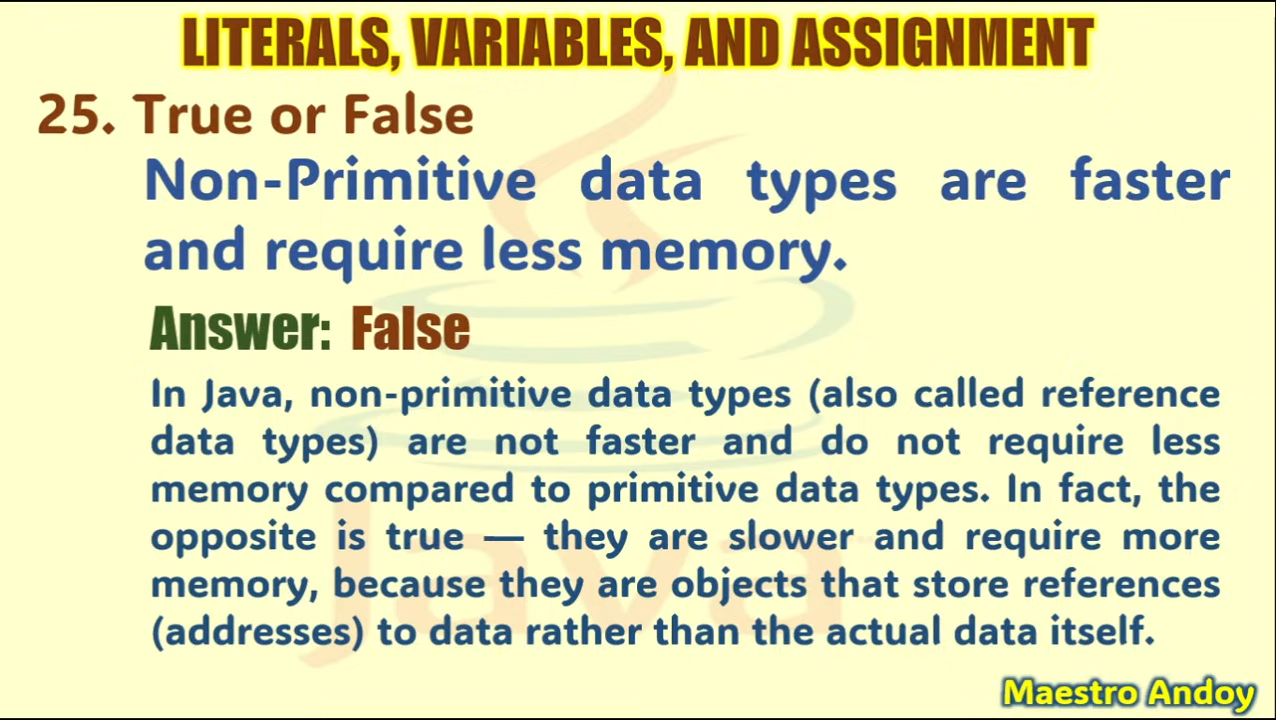 LITERALS, VARIABLES, AND ASSIGNMENT
25. True or False
Non-Primitive data types are faster
and require less memory.
Answer: False
In Java, non-primitive data types (also called reference
data types) are not faster and do not require less
memory compared to primitive data types. In fact, the
opposite is true — they are slower and require more
memory, because they are objects that store references
(addresses) to data rather than the actual data itself.
Java
Maestro Andoy